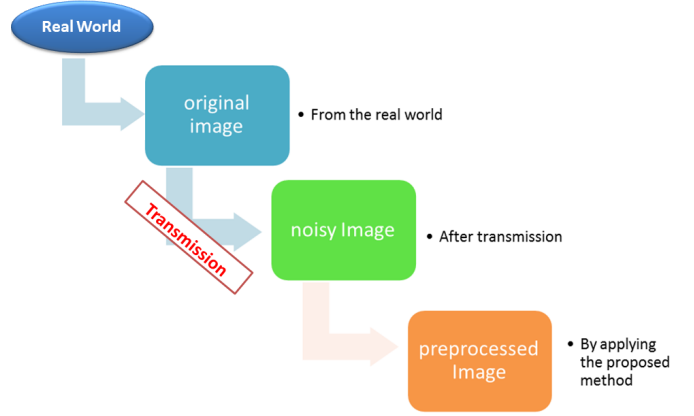 Real World
original
image
• From the real world
Transmission
noisy Image
• After transmission
preprocessed
Image
• By applying
the proposed
method